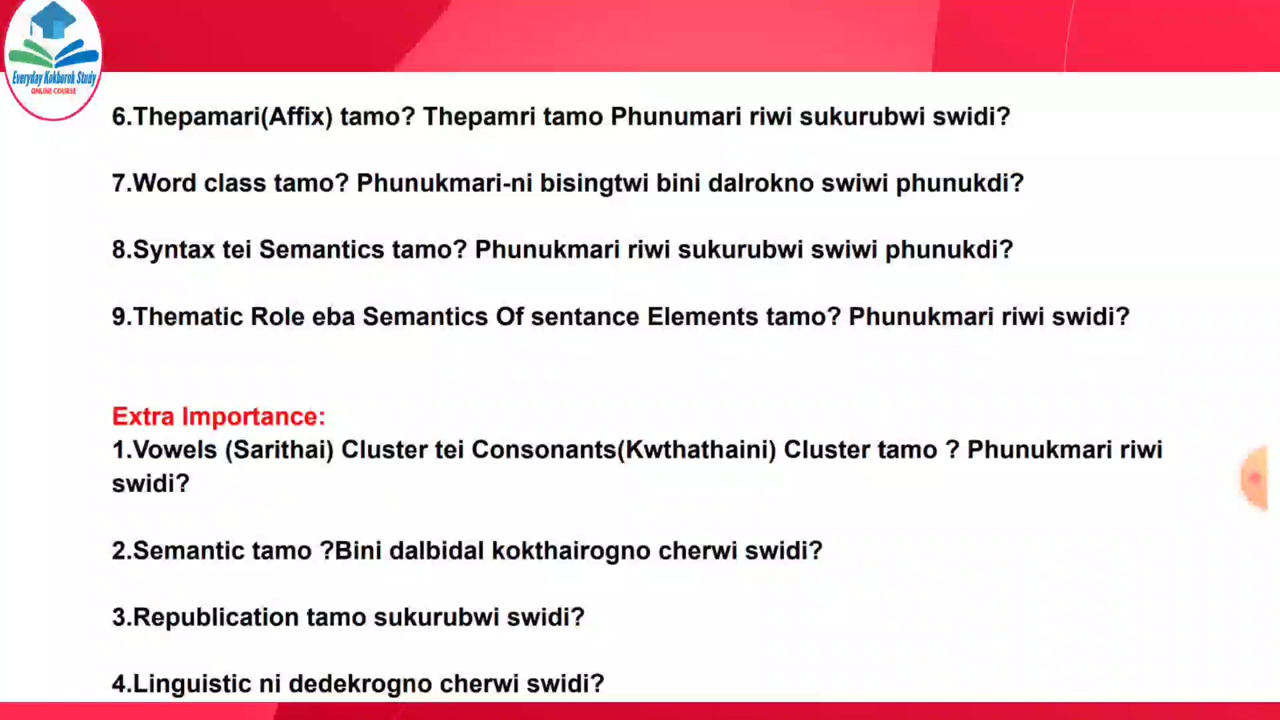 Everyday Kokborok Study
ONLINE COURSE
6.Thepamari(Affix) tamo? Thepamri tamo Phunumari riwi sukurubwi swidi?
7.Word class tamo? Phunukmari-ni bisingtwi bini dalrokno swiwi phunukdi?
8.Syntax tei Semantics tamo? Phunukmari riwi sukurubwi swiwi phunukdi?
9.Thematic Role eba Semantics Of sentance Elements tamo? Phunukmari riwi swidi?
Extra Importance:
1.Vowels (Sarithai) Cluster tei Consonants(Kwthathaini) Cluster tamo ? Phunukmari riwi
swidi?
2.Semantic tamo ?Bini dalbidal kokthairogno cherwi swidi?
3.Republication tamo sukurubwi swidi?
4.Linguistic ni dedekrogno cherwi swidi?